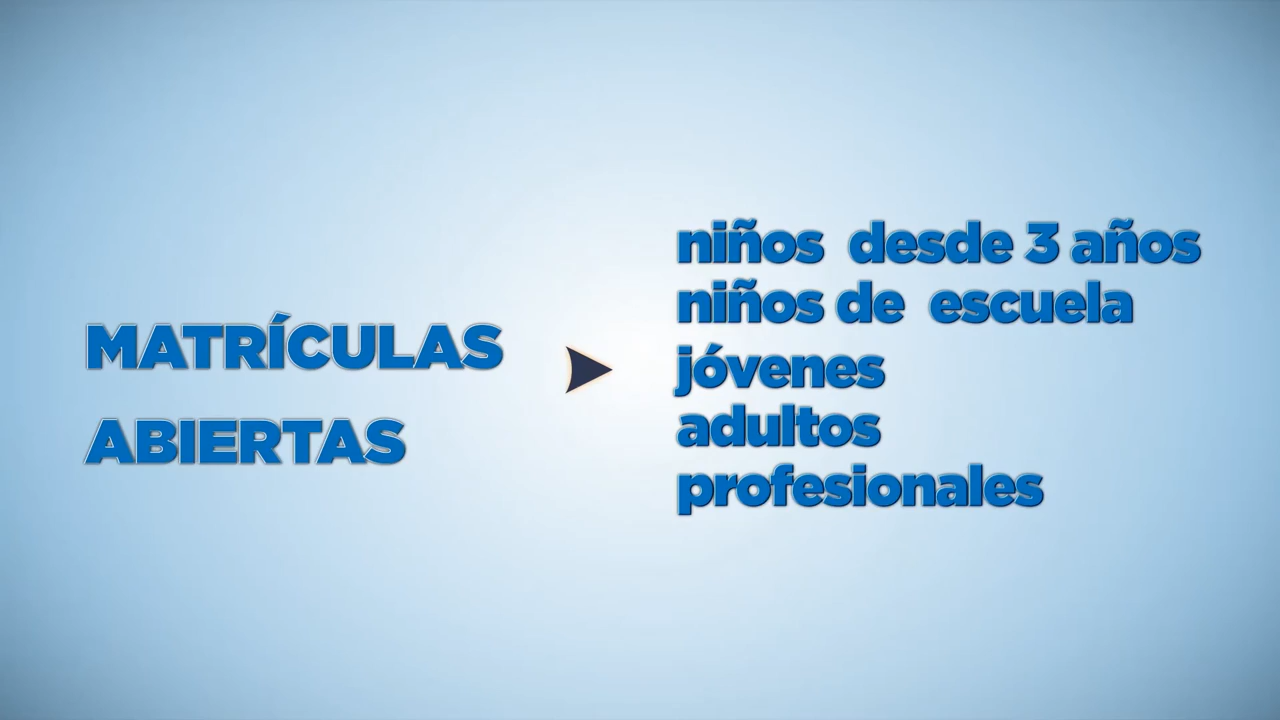 MATRÍCULAS
ABIERTAS
niños desde 3 años
niños de escuela
jóvenes
adultos
profesionales